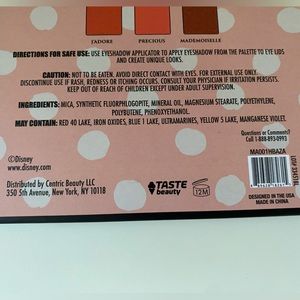 J'ADORE PRECIOUS MADEMOISELLE
DIRECTIONS FOR SAFE USE: USE EYESHADOW APPLICATOR TO APPLY EYESHADOW FROM THE PALETTE TO EYE LIDS
AND CREATE UNIQUE LOOKS.
CAUTION: NOT TO BE EATEN. AVOID DIRECT CONTACT WITH EYES. FOR EXTERNAL USE ONLY.
DISCONTINUE USE IF RASH, REDNESS OR ITCHING OCCURS. CONSULT YOUR PHYSICIAN IF IRRITATION PERSISTS.
KEEP OUT OF REACH OF CHILDREN EXCEPT UNDER ADULT SUPERVISION.
INGREDIENTS: MICA, SYNTHETIC FLUORPHLOGOPITE, MINERAL OIL, MAGNESIUM STEARATE, POLYETHYLENE,
POLYBUTENE, PHENOXYETHANOL.
MAY CONTAIN: RED 40 LAKE, IRON OXIDES, BLUE 1 LAKE, ULTRAMARINES, YELLOW 5 LAKE, MANGANESE VIOLET.
Questions or Comments?
Call 1-888-893-0993
©Disney
www.disney.com
MA001HBAZA
Distributed by Centric Beauty LLC
350 5th Avenue, New York, NY 10118
TASTE
beauty
12M
DESIGNED IN THE USA
MADE IN CHINA